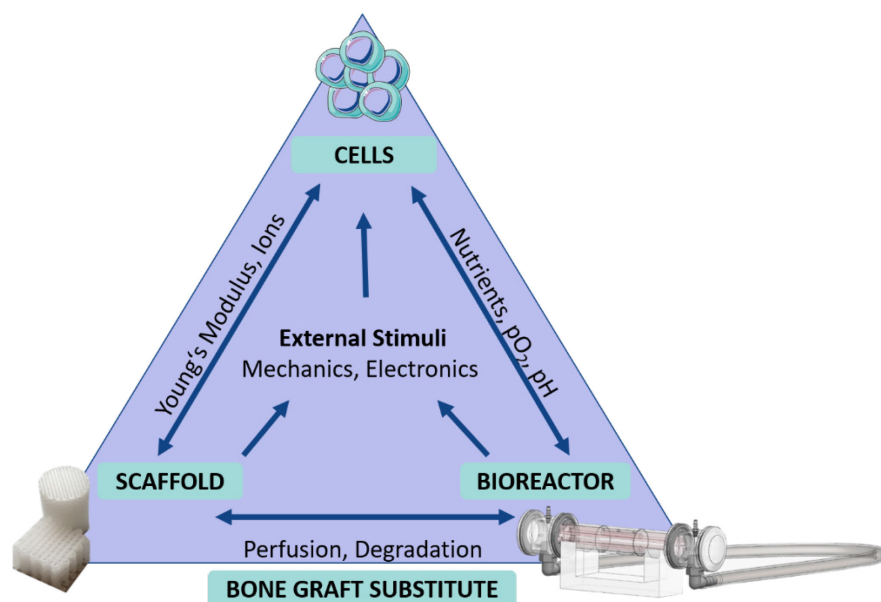 CELLS
Young‘s Modulus, Ions
Nutrients, pO₂, pH
External Stimuli
Mechanics, Electronics
SCAFFOLD
BIOREACTOR
Perfusion, Degradation
BONE GRAFT SUBSTITUTE